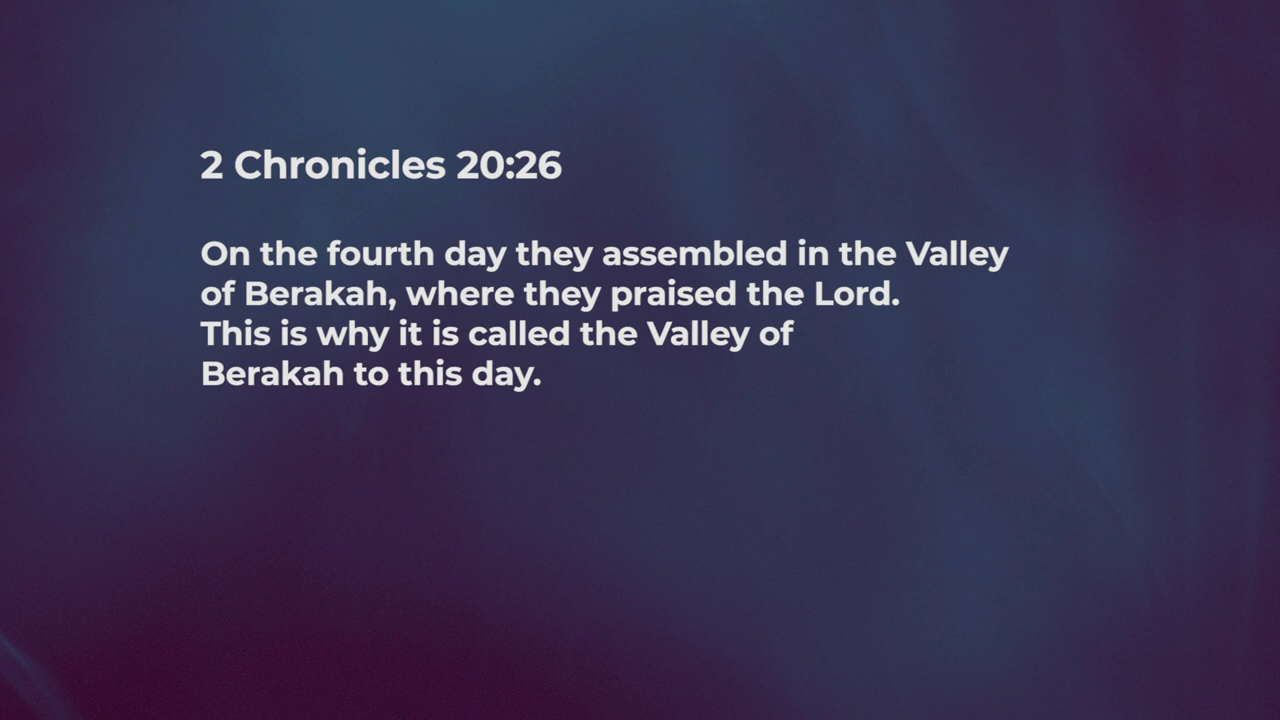 2 Chronicles 20:26
On the fourth day they assembled in the Valley
of Berakah, where they praised the Lord.
This is why it is called the Valley of
Berakah to this day.